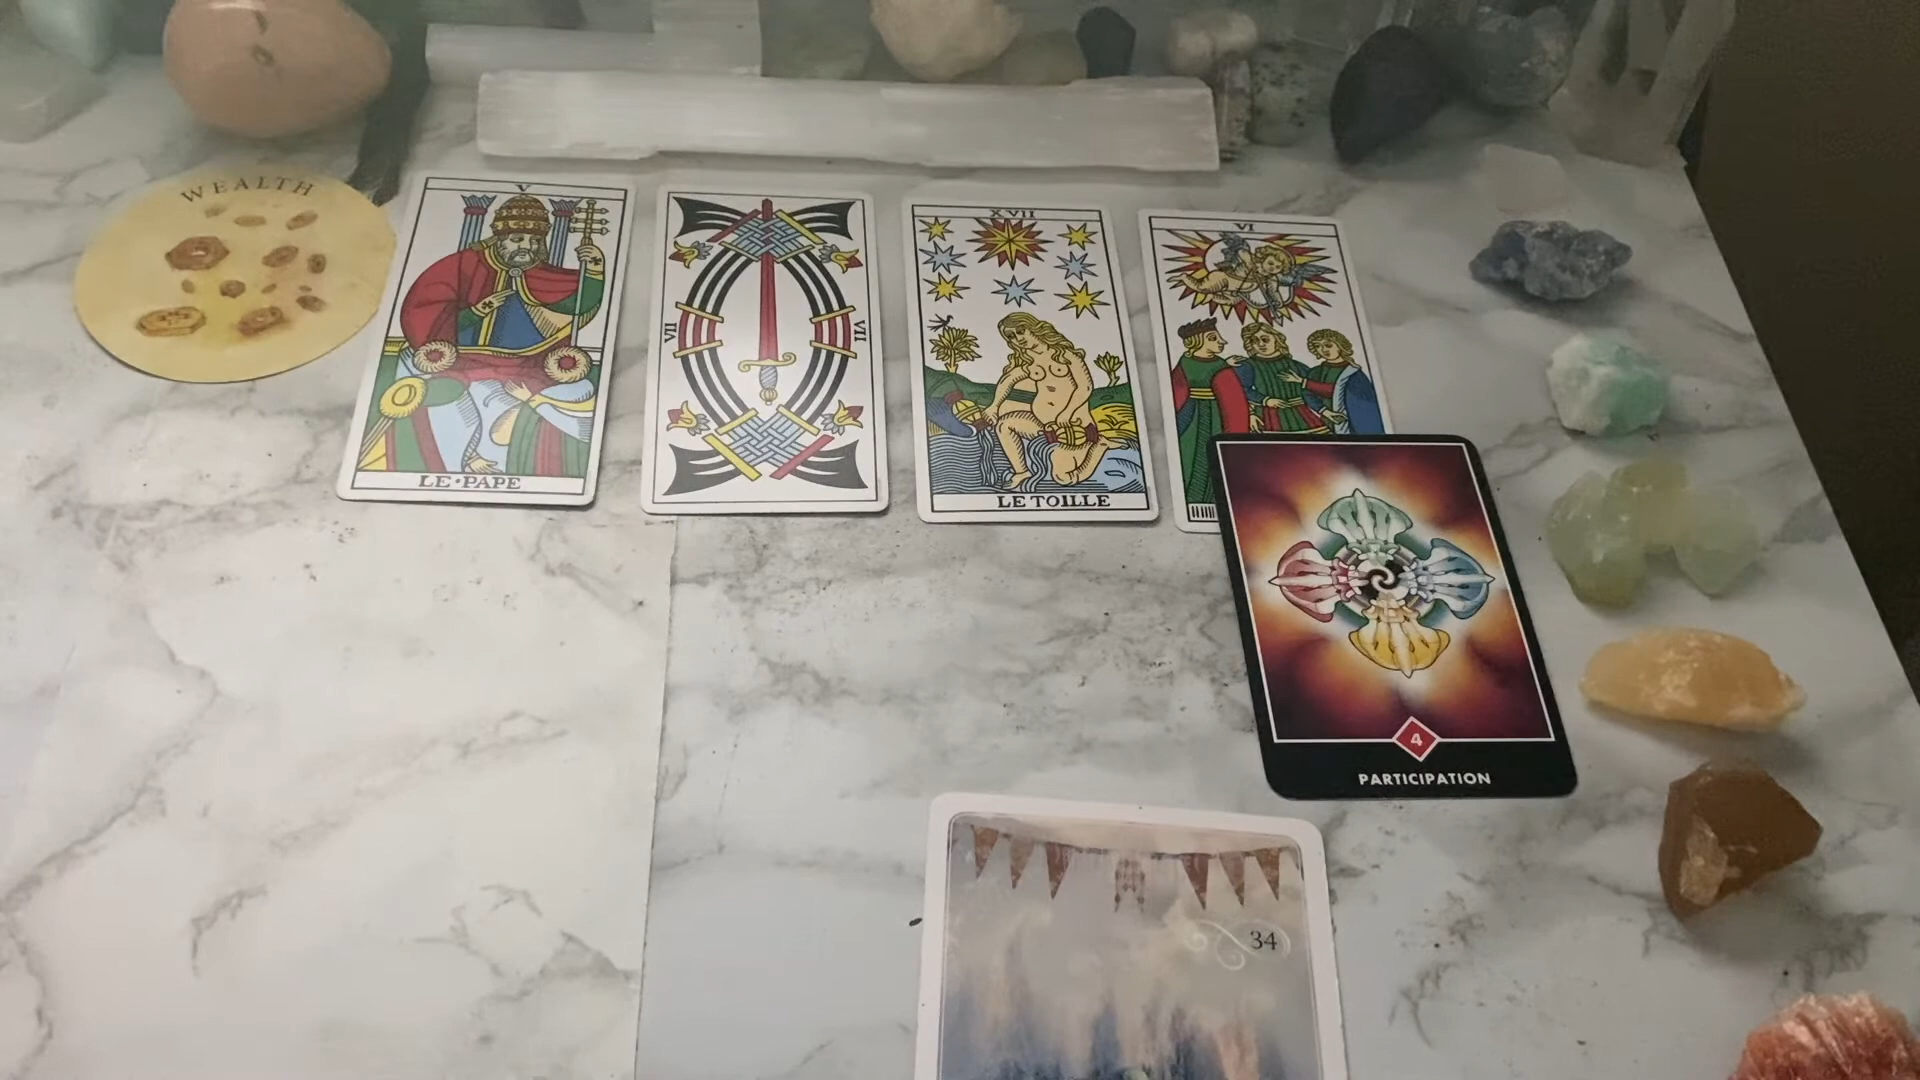 WEALTH
V
LE•PAPE
VII
VII
XVII
LE TOILLE
VI
4
PARTICIPATION
34